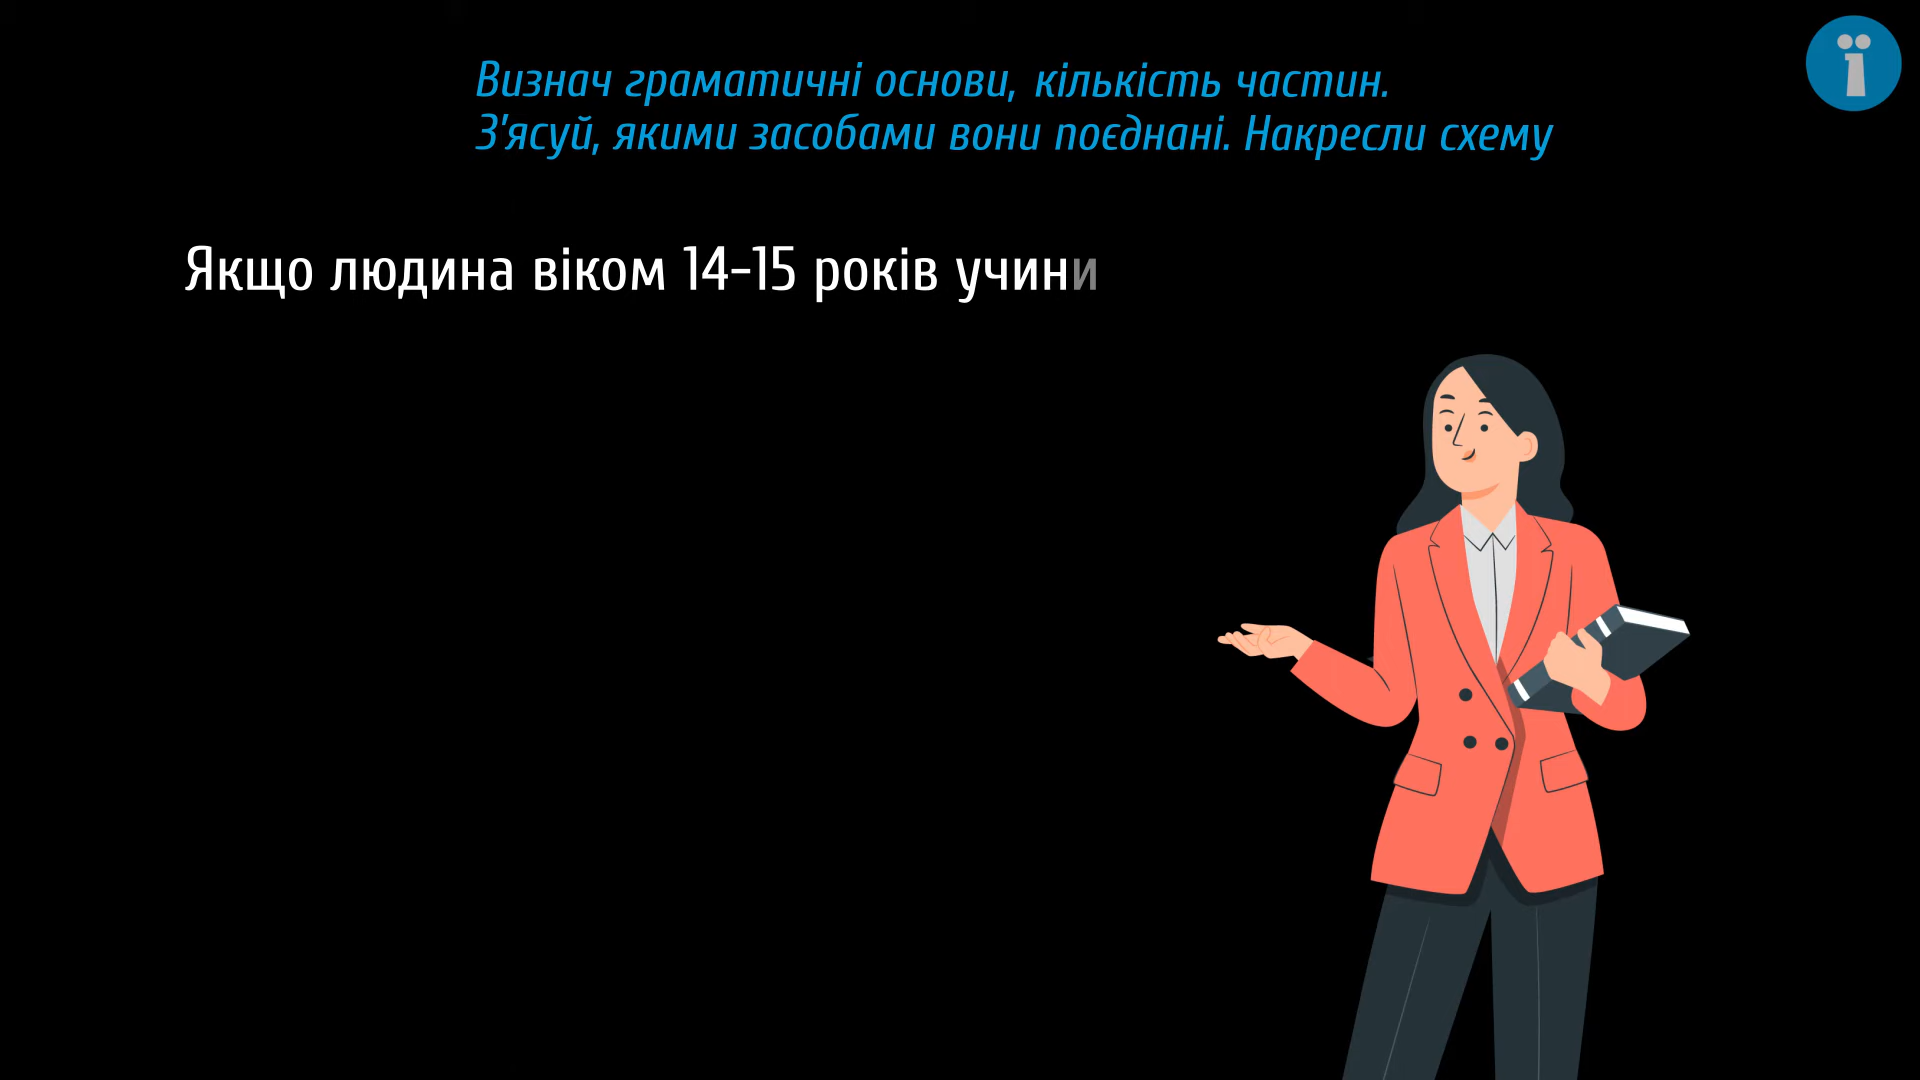 Визнач граматичні основи, кількість частин.
З'ясуй, якими засобами вони поєднані. Накресли схему
Якщо людина віком 14-15 років учини
ї